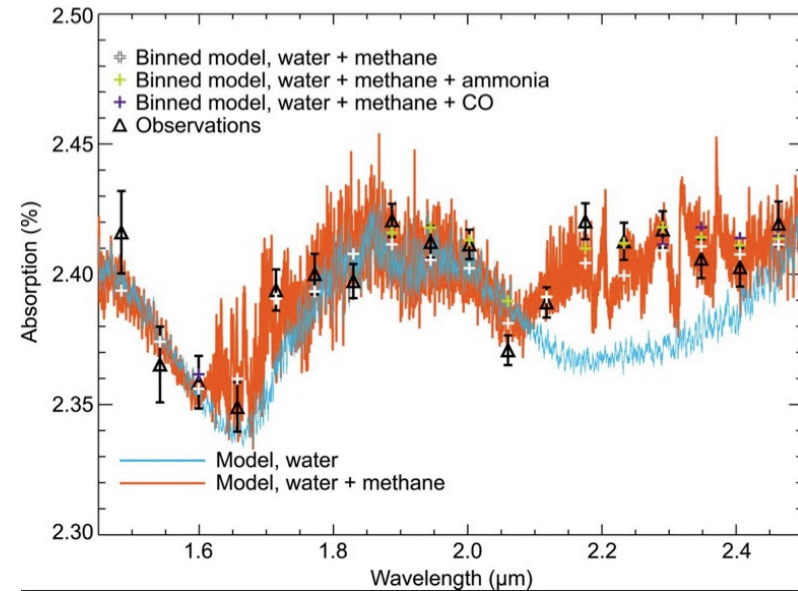 2.50
Binned model, water + methane
Binned model, water + methane + ammonia
Binned model, water + methane + CO
Observations
2.45
2.40
Absorption (%)
2.35
Model, water
Model, water + methane
2.30
1.6 1.8 2.0 2.2 2.4
Wavelength (µm)